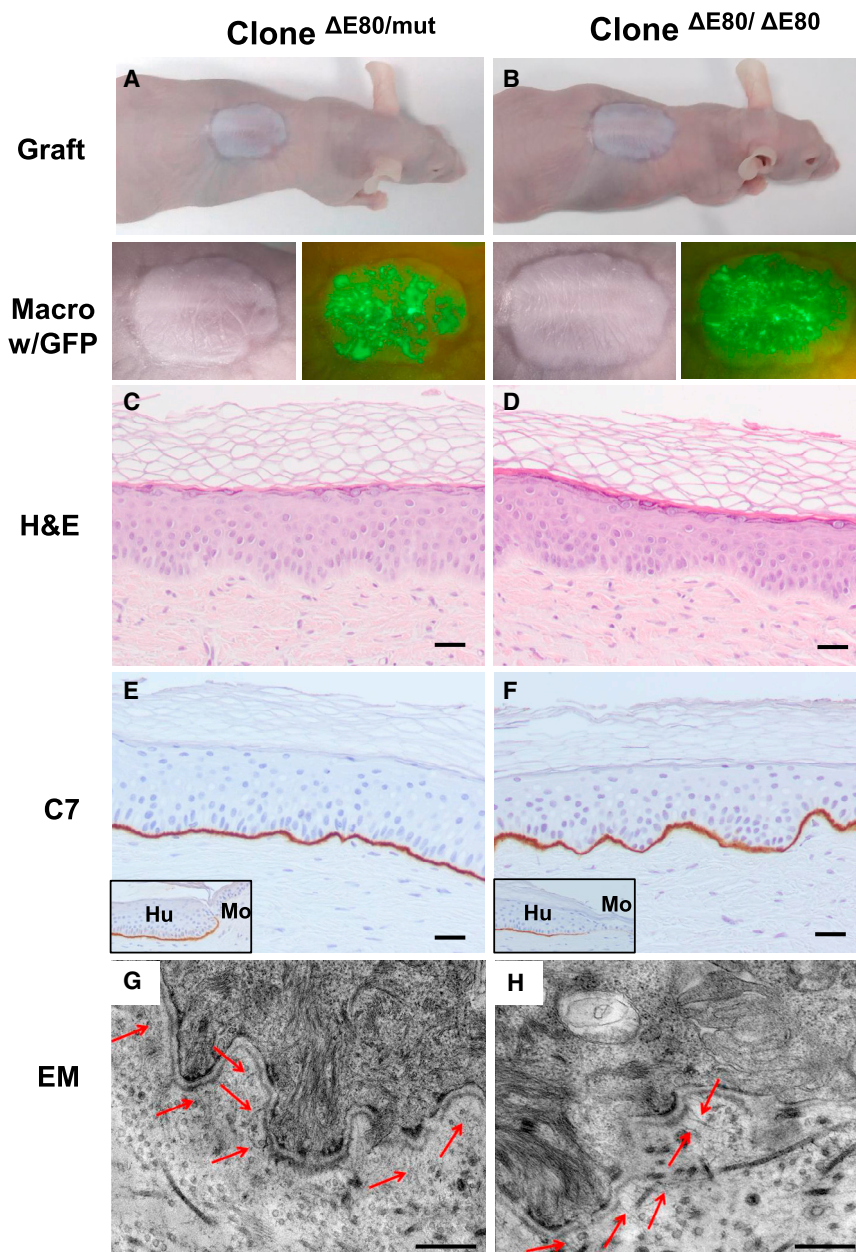 Clone ΔE80/mut
Clone ΔE80/ ΔE80
Graft
A
B
Macro
w/GFP
H&E
C
D
C7
E
F
Hu
Mo
Hu
Mo
EM
G
H